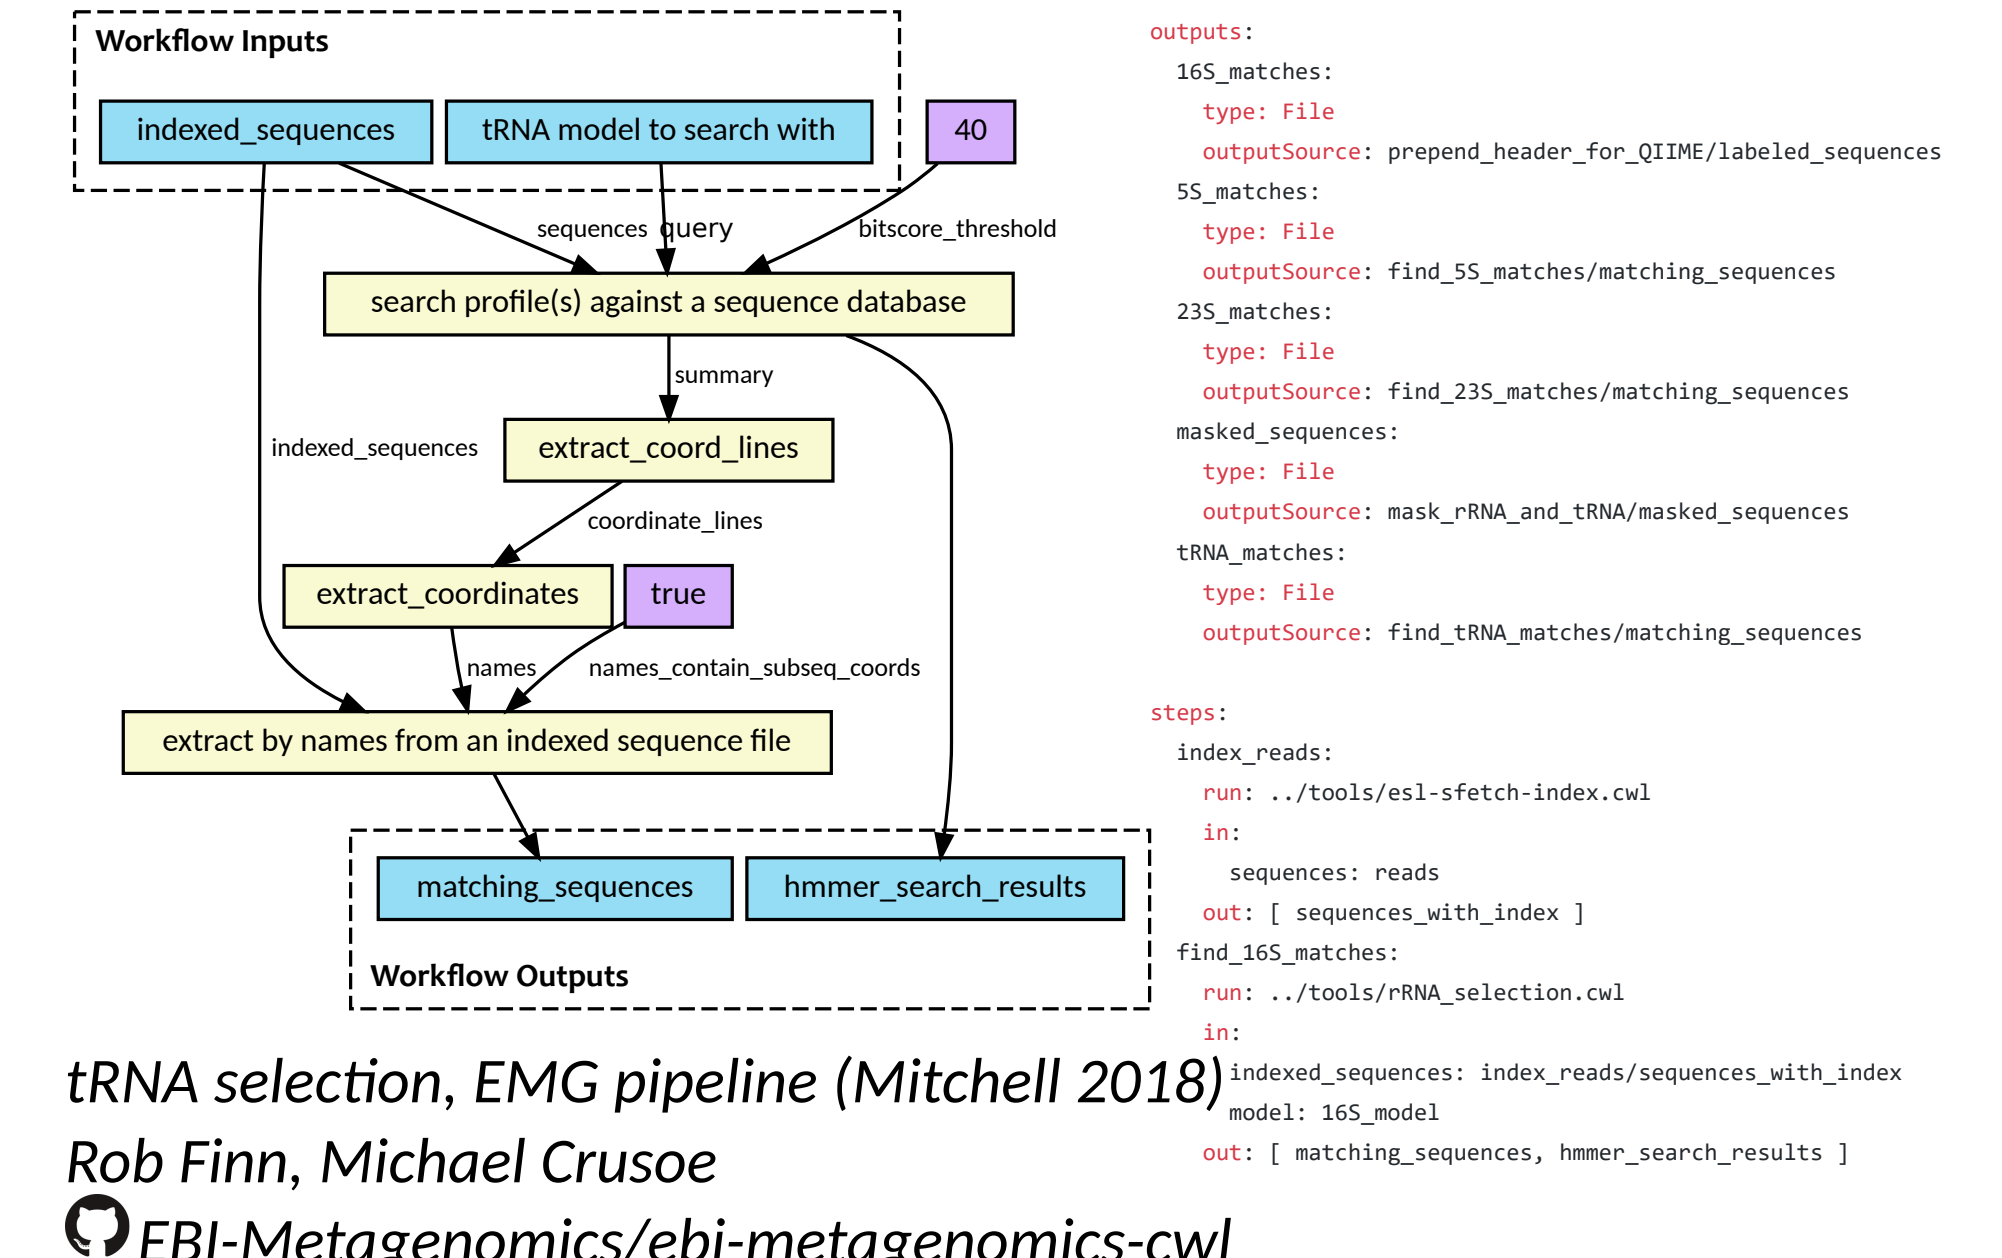 Workflow Inputs
indexed_sequences
tRNA model to search with
40
sequences
query
bitscore_threshold
search profile(s) against a sequence database
summary
indexed_sequences
extract_coord_lines
coordinate_lines
extract_coordinates
true
names
names_contain_subseq_coords
extract by names from an indexed sequence file
matching_sequences
hmmer_search_results
Workflow Outputs
tRNA selection, EMG pipeline (Mitchell 2018)
Rob Finn, Michael Crusoe
EBI-Metagenomics/ebi-metagenomics-cwl
outputs:
16S_matches:
type: File
outputSource: prepend_header_for_QIIME/labeled_sequences
5S_matches:
type: File
outputSource: find_5S_matches/matching_sequences
23S_matches:
type: File
outputSource: find_23S_matches/matching_sequences
masked_sequences:
type: File
outputSource: mask_rRNA_and_tRNA/masked_sequences
tRNA_matches:
type: File
outputSource: find_tRNA_matches/matching_sequences
steps:
index_reads:
run: ../tools/esl-sfetch-index.cwl
in:
sequences: reads
out: [ sequences_with_index ]
find_16S_matches:
run: ../tools/rRNA_selection.cwl
in:
indexed_sequences: index_reads/sequences_with_index
model: 16S_model
out: [ matching_sequences, hmmer_search_results ]